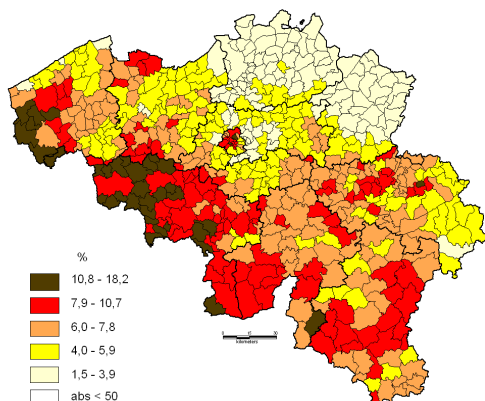 %
10,8 - 18,2
7,9 - 10,7
6,0 - 7,8
4,0 - 5,9
1,5 - 3,9
abs < 50
kilometers